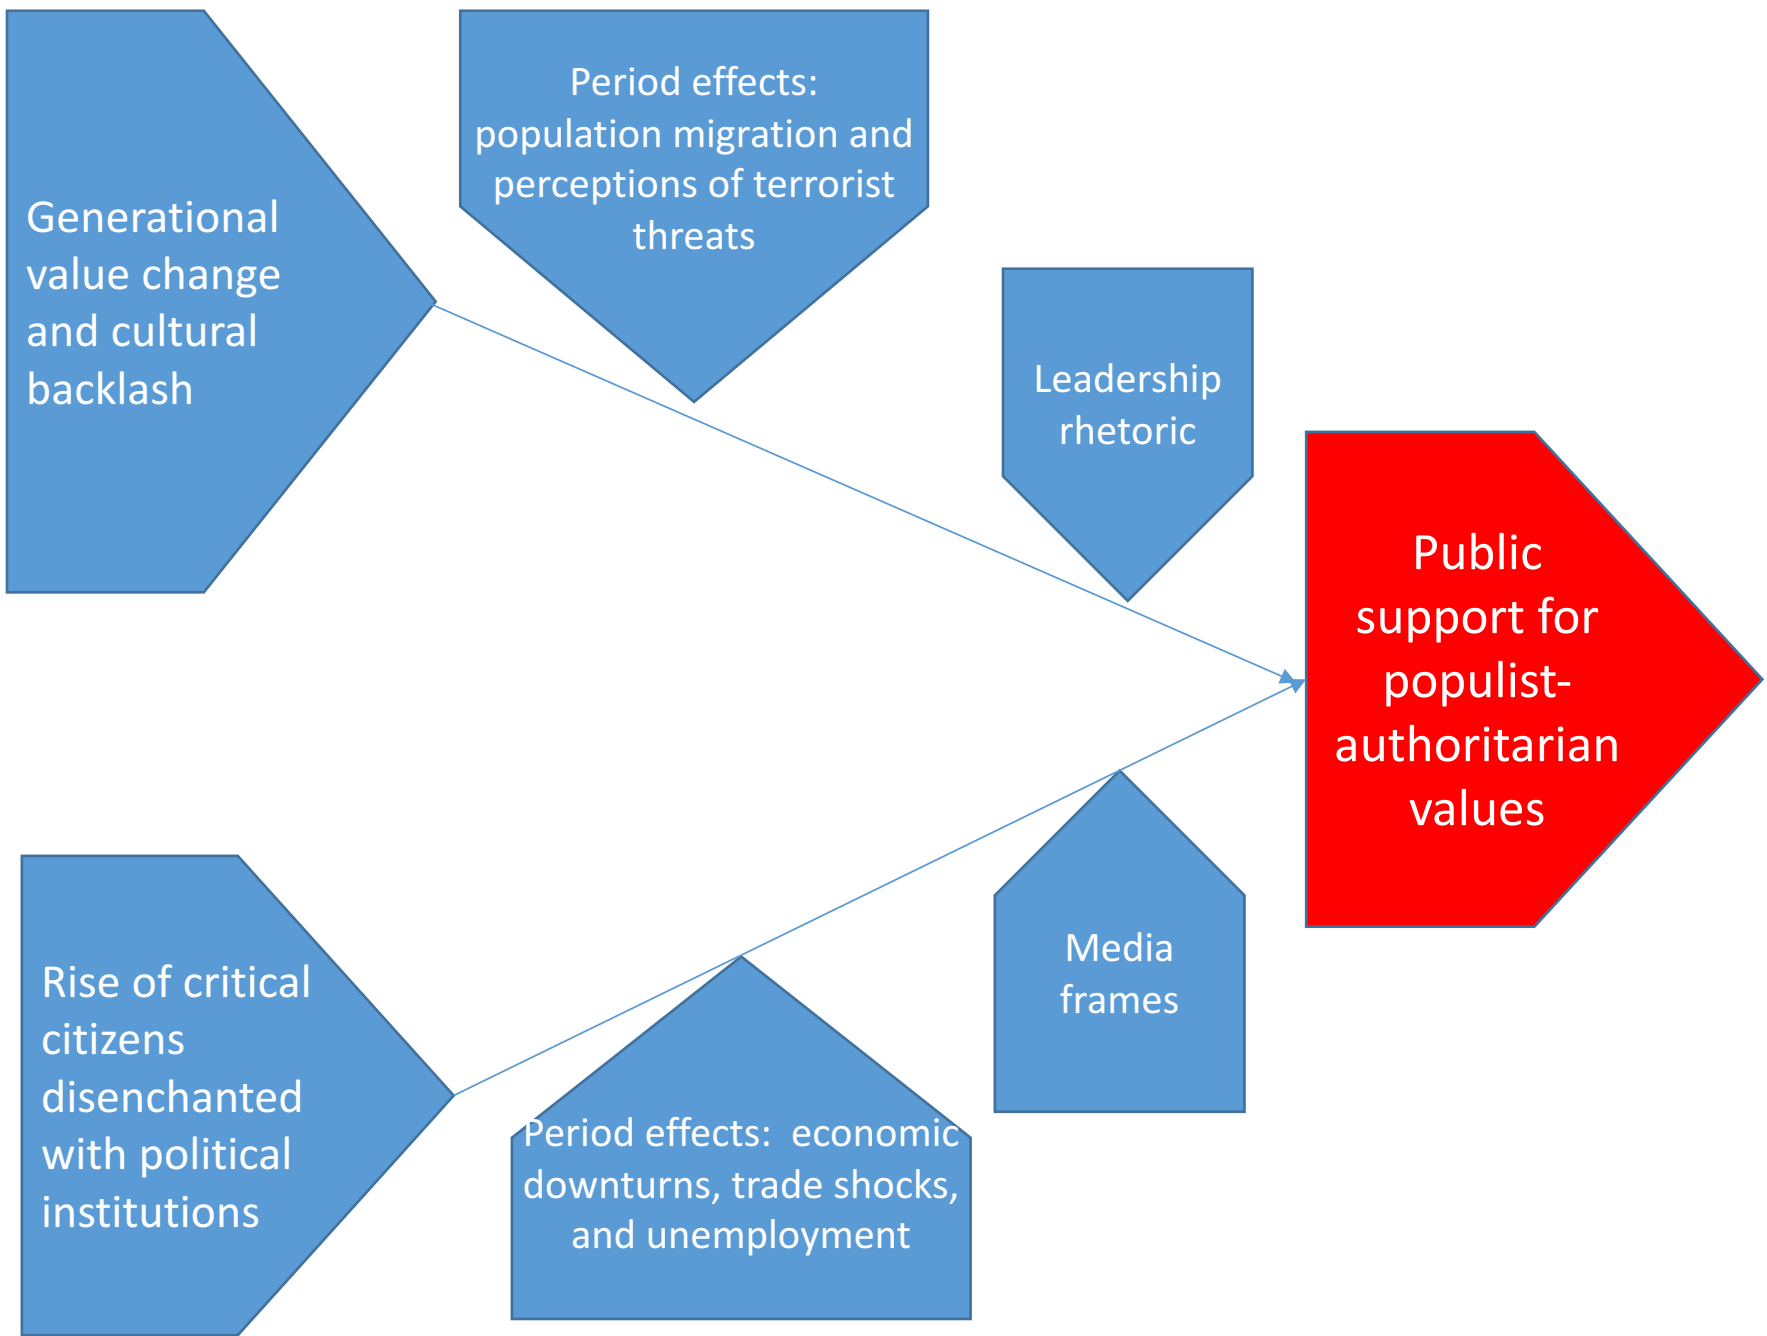 Generational
value change
and cultural
backlash
Period effects:
population migration and
perceptions of terrorist
threats
Leadership
rhetoric
Public
support for
populist-
authoritarian
values
Rise of critical
citizens
disenchanted
with political
institutions
Period effects:  economic
downturns, trade shocks,
and unemployment
Media
frames